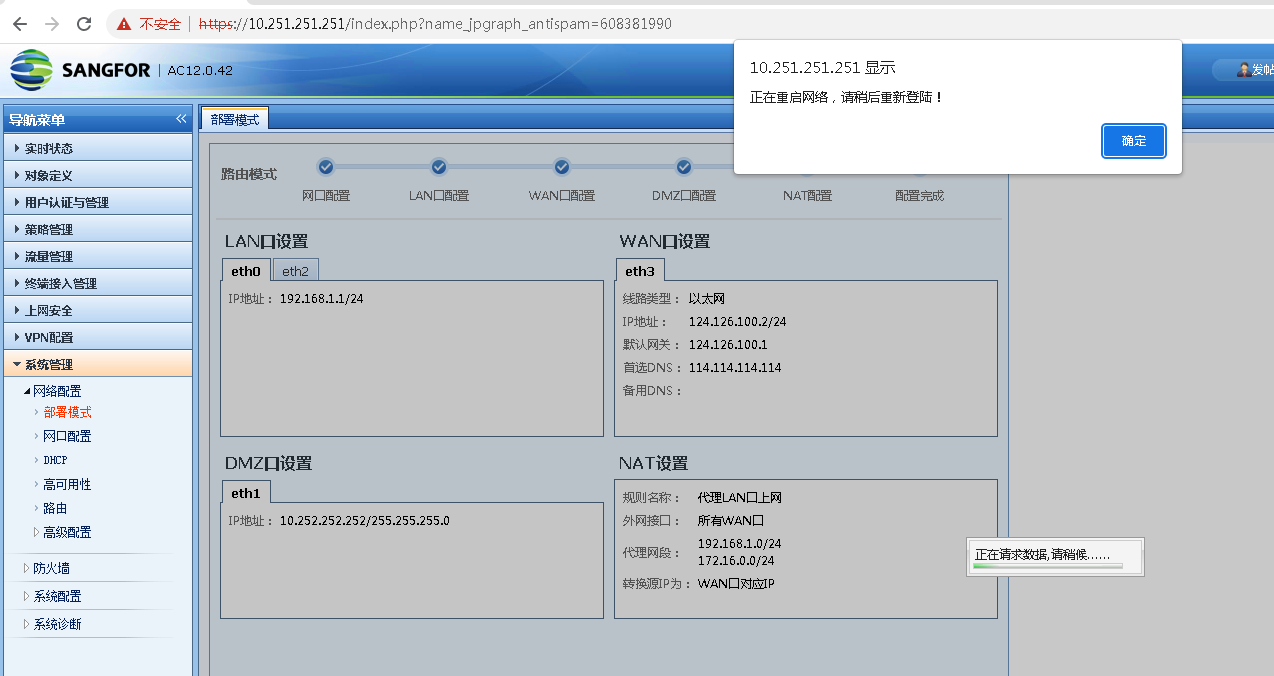 不安全 | https://10.251.251.251/index.php?name_jpgraph_antispam=608381990
SANGFOR | AC12.0.42
发帖
10.251.251.251 显示
正在重启网络，请稍后重新登陆！
确定
导航菜单
实时状态
对象定义
用户认证与管理
策略管理
流量管理
终端接入管理
上网安全
VPN配置
系统管理
网络配置
部署模式
网口配置
DHCP
高可用性
路由
高级配置
防火墙
系统配置
系统诊断
部署模式
路由模式
网口配置 LAN口配置 WAN口配置 DMZ口配置 NAT配置 配置完成
LAN口设置
eth0 eth2
IP地址： 192.168.1.1/24
WAN口设置
eth3
线路类型： 以太网
IP地址： 124.126.100.2/24
默认网关： 124.126.100.1
首选DNS： 114.114.114.114
备用DNS：
DMZ口设置
eth1
IP地址： 10.252.252.252/255.255.255.0
NAT设置
规则名称： 代理LAN口上网
外网接口： 所有WAN口
代理网段： 192.168.1.0/24
172.16.0.0/24
转换源IP为： WAN口对应IP
正在请求数据,请稍候......